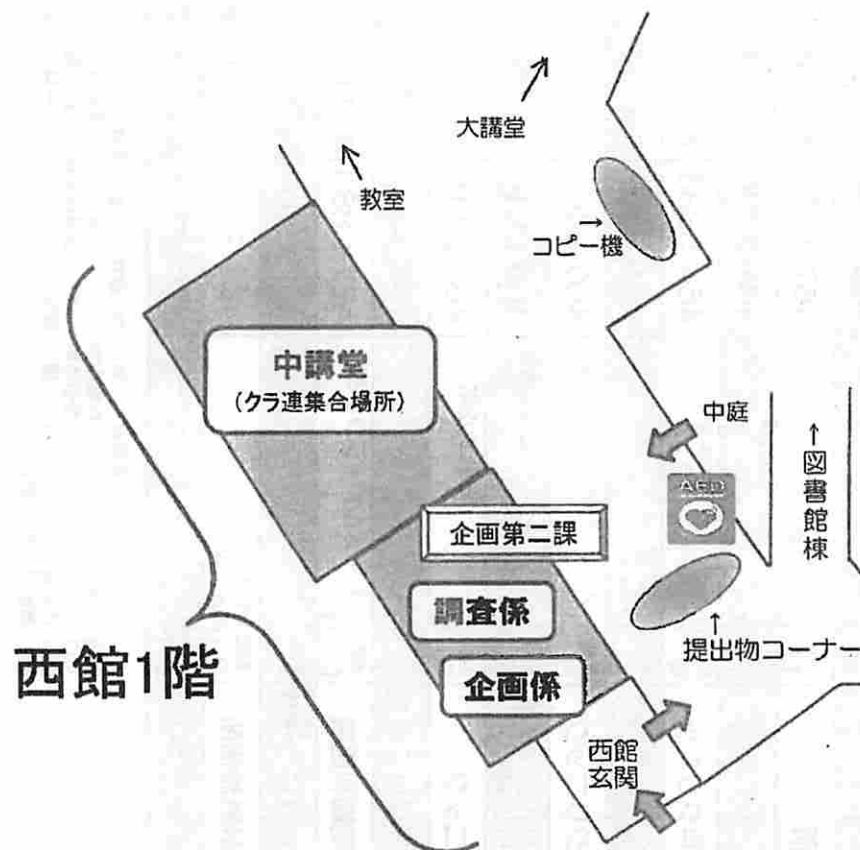 大講堂
教室
→
コピー機
中講堂
(クラ連集合場所)
中庭
AED
↑図書館棟
企画第二課
調査係
企画係
↑
提出物コーナー
西館1階
西館
玄関